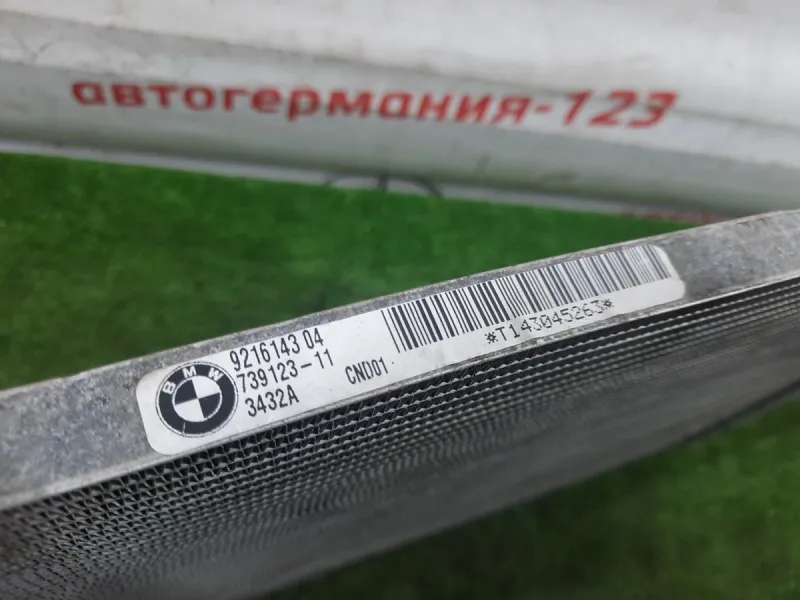 автогермания-123
BMW
9216143 04
739123-11
3432A
CND01
*T143045263*